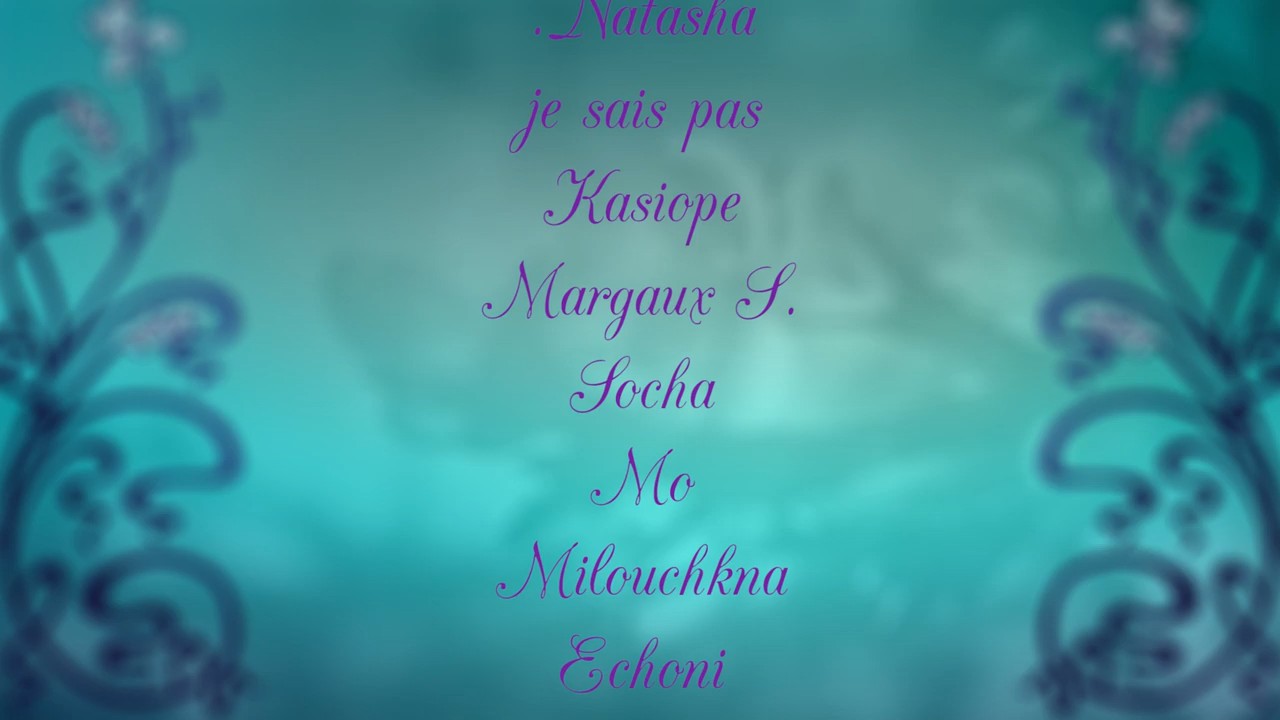 .Natasha
je sais pas
Kasiope
Margaux S.
Socha
Mo
Milouchkna
Echoni